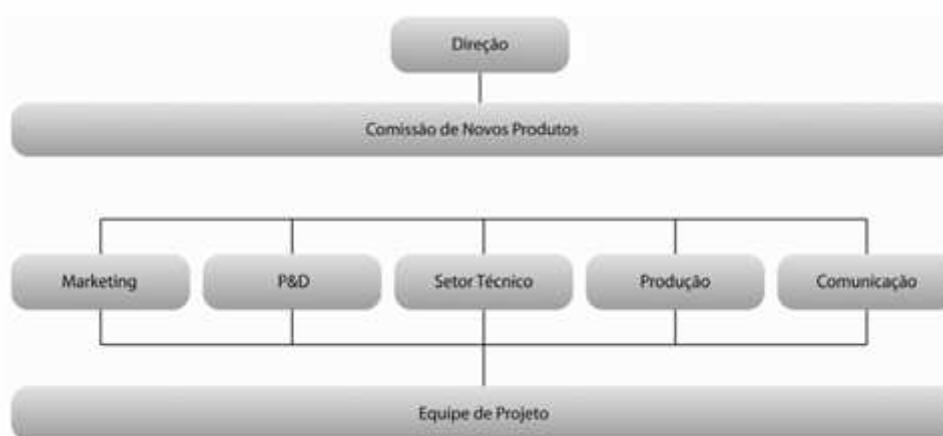 Direção
Comissão de Novos Produtos
Marketing
P&D
Setor Técnico
Produção
Comunicação
Equipe de Projeto